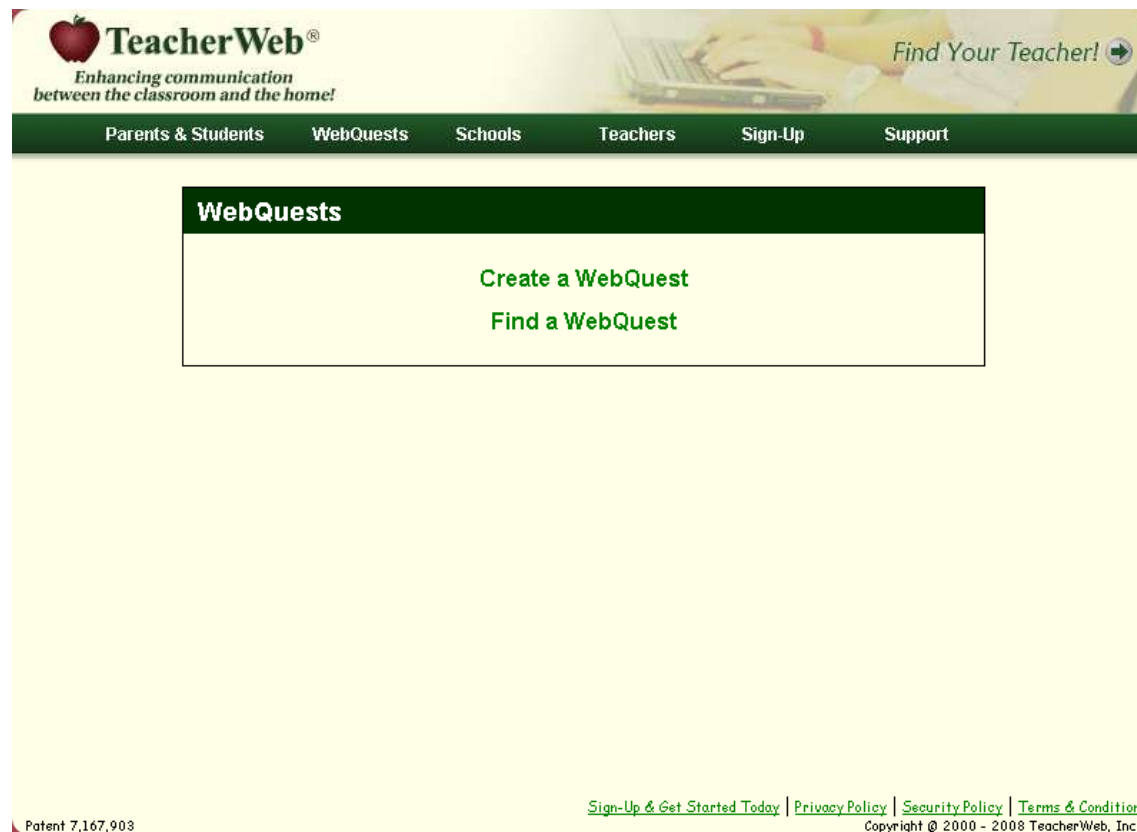 TeacherWeb®
Enhancing communication
between the classroom and the home!
Find Your Teacher!
Parents & Students WebQuests Schools Teachers Sign-Up Support
WebQuests
Create a WebQuest
Find a WebQuest
Sign-Up & Get Started Today | Privacy Policy | Security Policy | Terms & Condition
Patent 7,167,903 Copyright @ 2000 - 2008 TeacherWeb, Inc